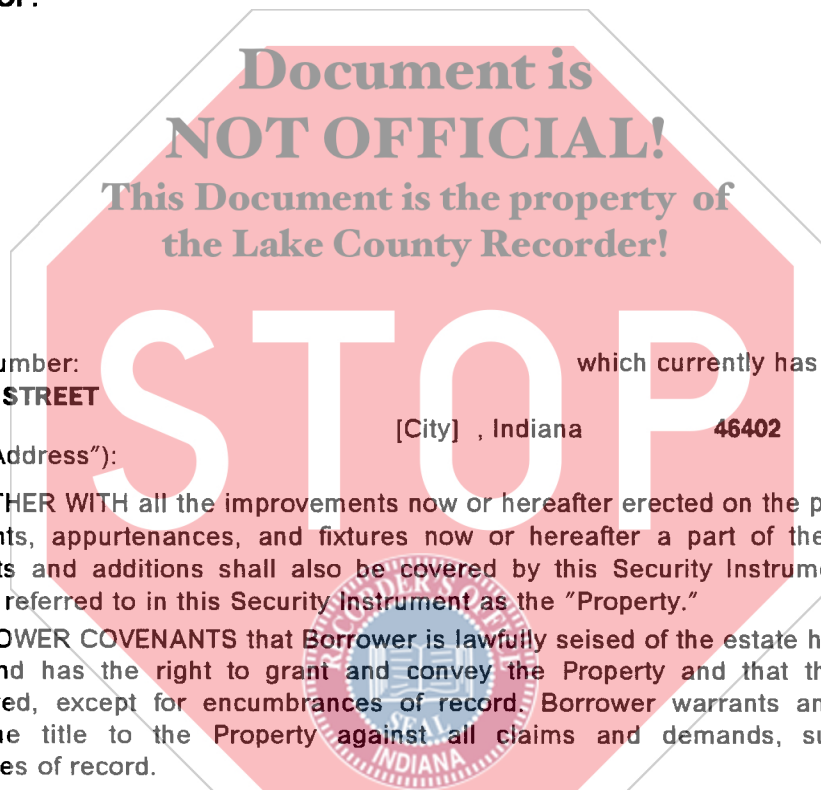 Document is
NOT OFFICIAL!
This Document is the property of
the Lake County Recorder!
STOP
umber: which currently has
STREET
[City] , Indiana 46402
Address"):
THER WITH all the improvements now or hereafter erected on the p
nts, appurtenances, and fixtures now or hereafter a part of the
ts and additions shall also be covered by this Security Instrum
referred to in this Security Instrument as the "Property."
OWER COVENANTS that Borrower is lawfully seised of the estate h
nd has the right to grant and convey the Property and that th
ed, except for encumbrances of record. Borrower warrants an
e title to the Property against all claims and demands, su
es of record.
RECORDER'S OFFICE
SEAL
INDIANA